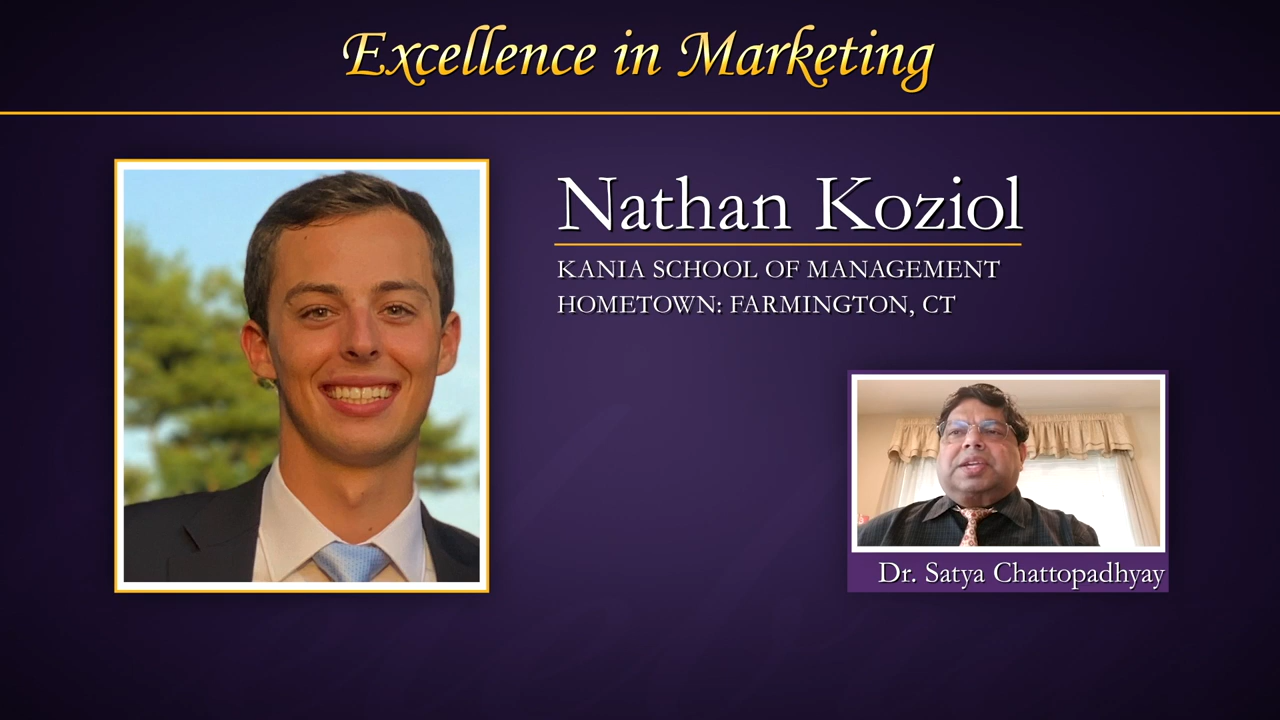 Excellence in Marketing
Nathan Koziol
KANIA SCHOOL OF MANAGEMENT
HOMETOWN: FARMINGTON, CT
Dr. Satya Chattopadhyay